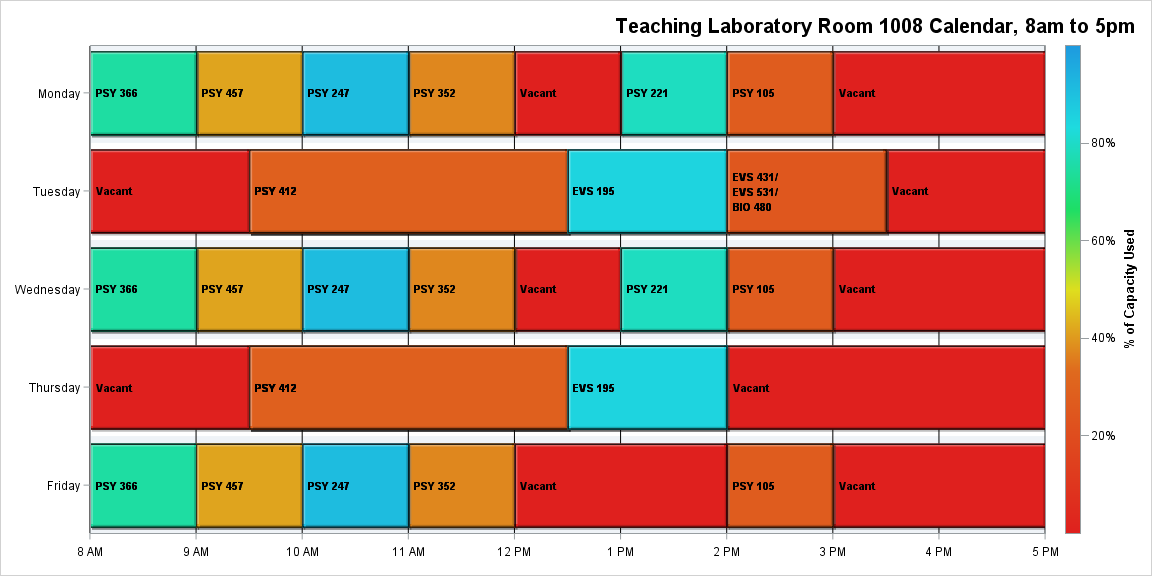 Teaching Laboratory Room 1008 Calendar, 8am to 5pm
Monday
PSY 366
PSY 457
PSY 247
PSY 352
Vacant
PSY 221
PSY 105
Vacant
Tuesday
Vacant
PSY 412
EVS 195
EVS 431/
EVS 531/
BIO 480
Vacant
Wednesday
PSY 366
PSY 457
PSY 247
PSY 352
Vacant
PSY 221
PSY 105
Vacant
Thursday
Vacant
PSY 412
EVS 195
Vacant
Friday
PSY 366
PSY 457
PSY 247
PSY 352
Vacant
PSY 105
Vacant
8 AM
9 AM
10 AM
11 AM
12 PM
1 PM
2 PM
3 PM
4 PM
5 PM
80%
60%
40%
20%
% of Capacity Used